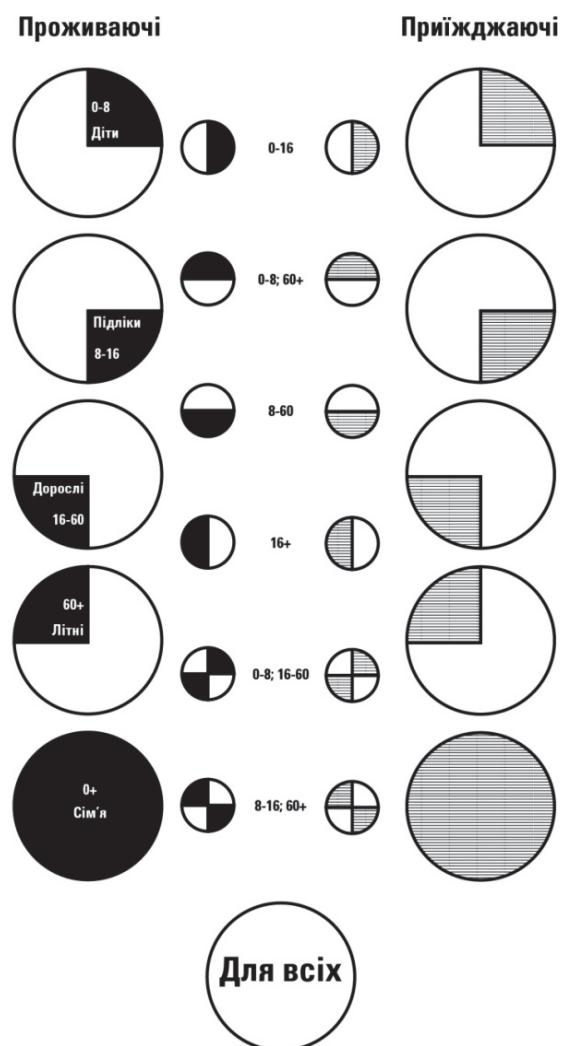 Проживаючі
Приїжджаючі
0-8
Діти
0-16
0-8; 60+
Підліки
8-16
8-60
Дорослі
16-60
16+
60+
Літні
0-8; 16-60
0+
Сім'я
8-16; 60+
Для всіх